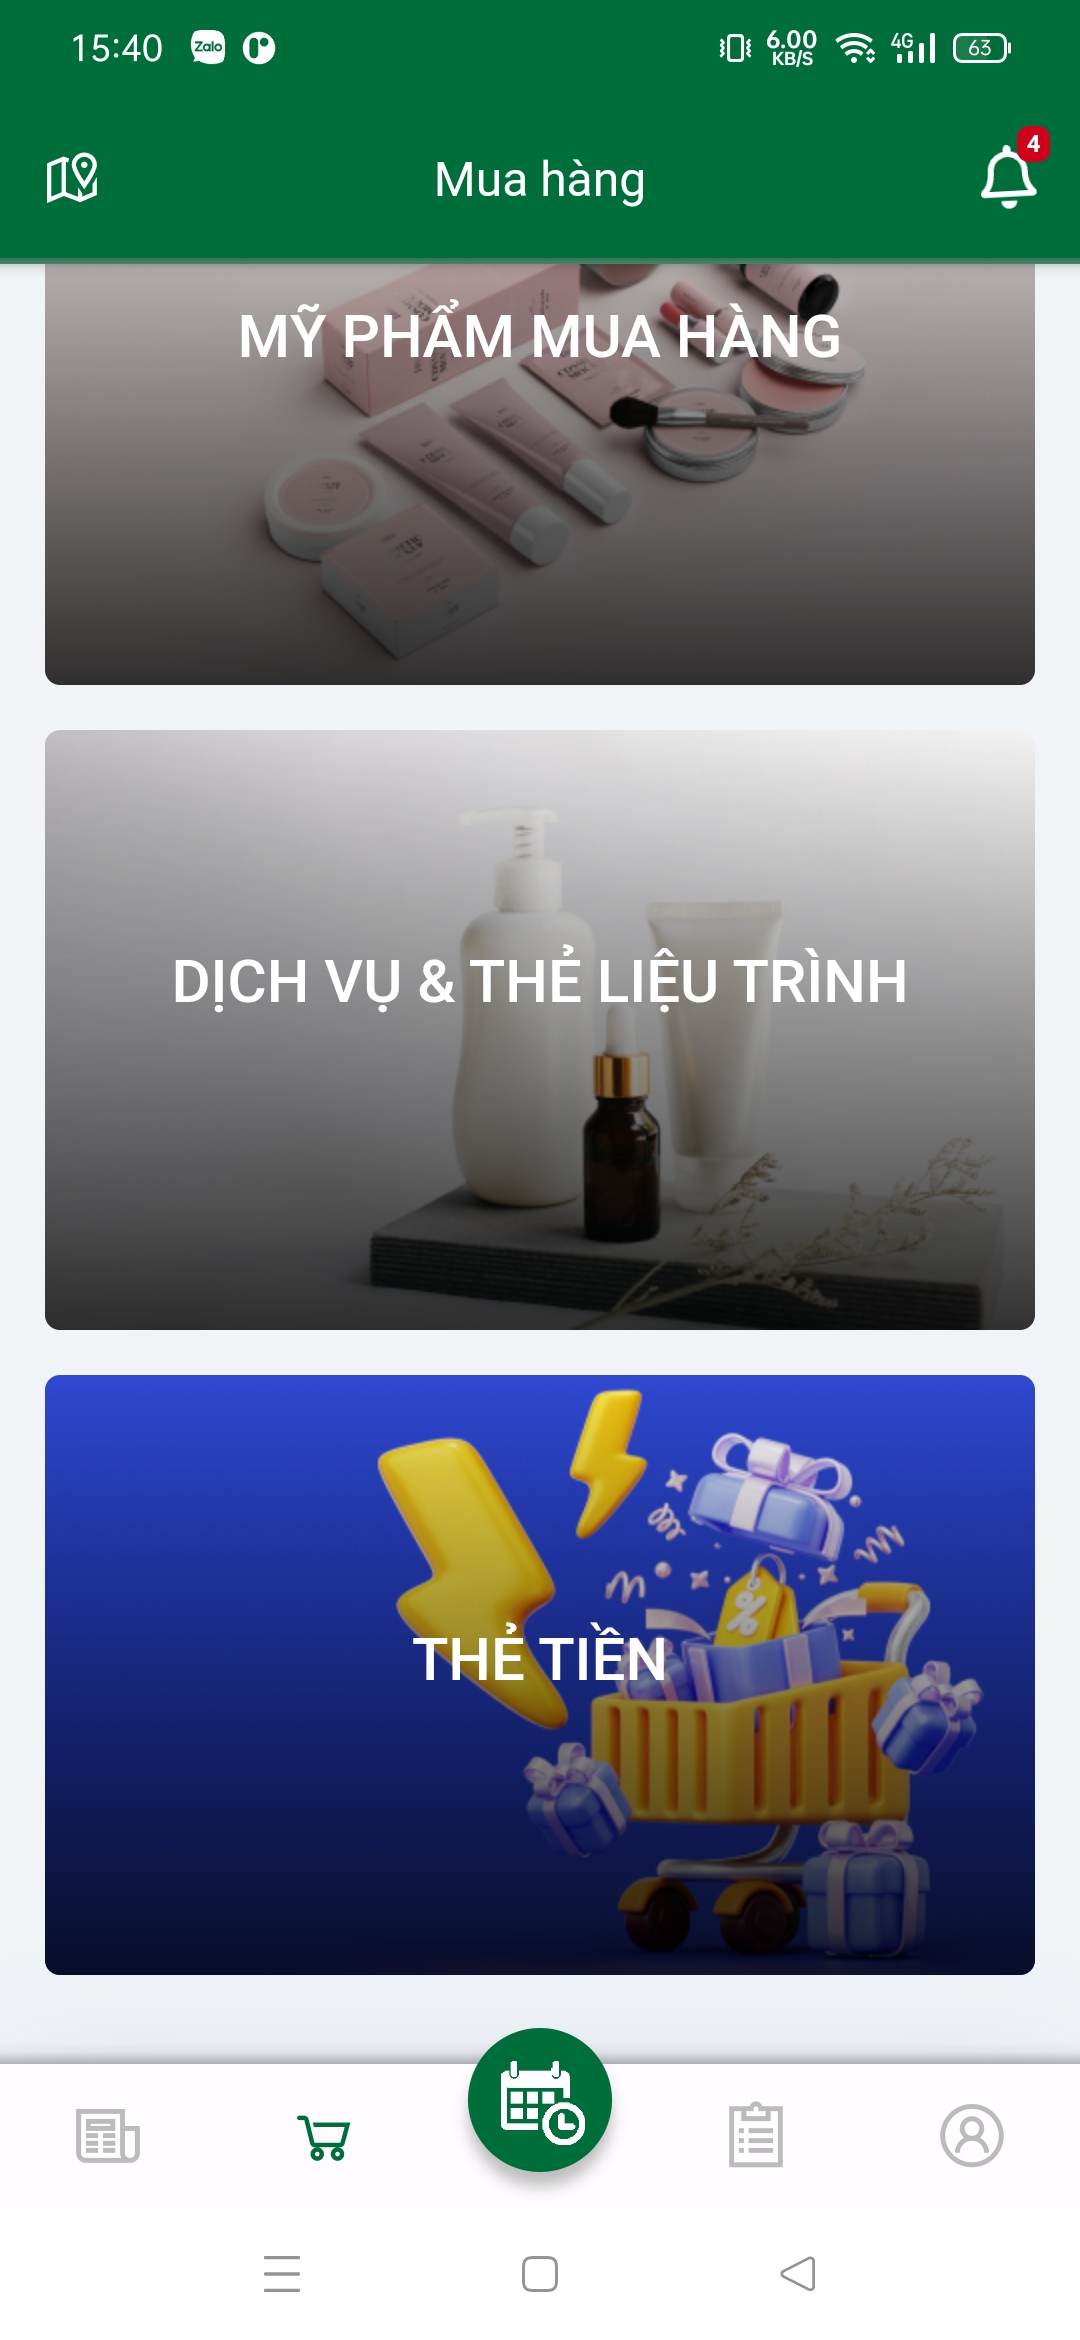 15:40
Zalo
6.00
KB/S
4G
63
Mua hàng
4
MỸ PHẨM MUA HÀNG
DỊCH VỤ & THẺ LIỆU TRÌNH
%
THẺ TIỀN